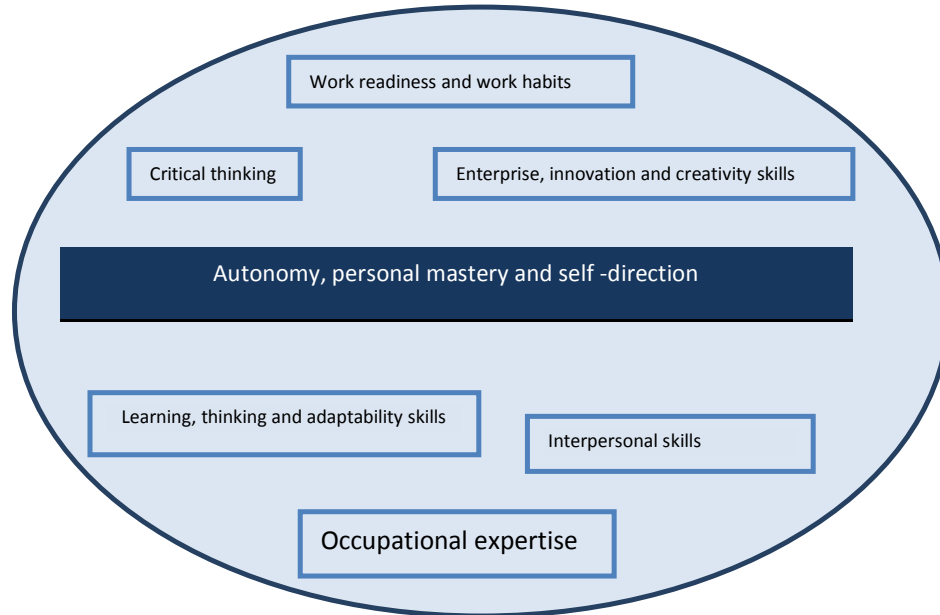 Work readiness and work habits
Critical thinking
Enterprise, innovation and creativity skills
Autonomy, personal mastery and self -direction
Learning, thinking and adaptability skills
Interpersonal skills
Occupational expertise